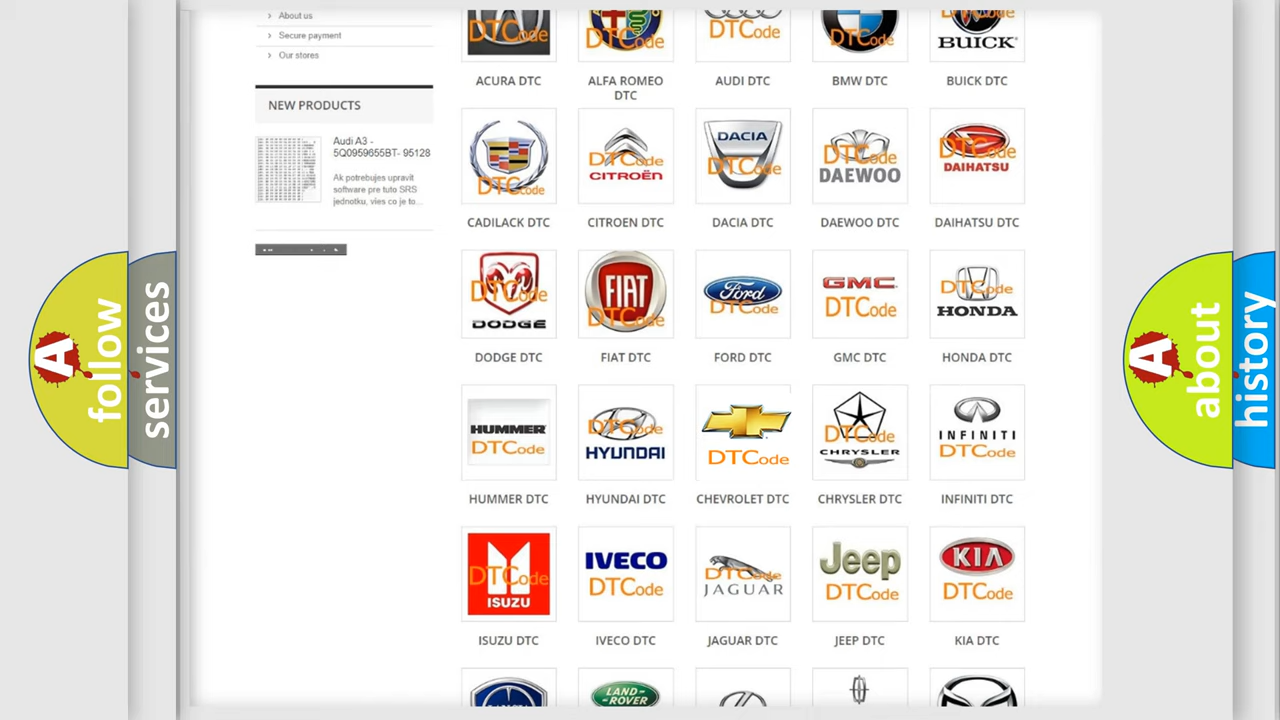 About us
Secure payment
Our stores
NEW PRODUCTS
Audi A3 -
5Q0959655BT- 95128
Ak potrebujes upravit
software pre tuto SRS
jednotku, vies co je to...
DTCode DTCode DTCode DTCode BUICK
ACURA DTC ALFA ROMEO DTC AUDI DTC BMW DTC BUICK DTC
DTCode DTCode CITROËN DACIA DTCode DTCode DAEWOO DTCode DAIHATSU
CADILACK DTC CITROEN DTC DACIA DTC DAEWOO DTC DAIHATSU DTC
DTCode DODGE FIAT DTCode Ford DTCode GMC DTCode DTCode HONDA
DODGE DTC FIAT DTC FORD DTC GMC DTC HONDA DTC
HUMMER DTCode DTCode HYUNDAI DTCode DTCode CHRYSLER INFINITI DTCode
HUMMER DTC HYUNDAI DTC CHEVROLET DTC CHRYSLER DTC INFINITI DTC
DTCode ISUZU IVECO DTCode DTCode JAGUAR Jeep DTCode KIA DTCode
ISUZU DTC IVECO DTC JAGUAR DTC JEEP DTC KIA DTC
LAND-
ROVER
A follow
services
A about
history